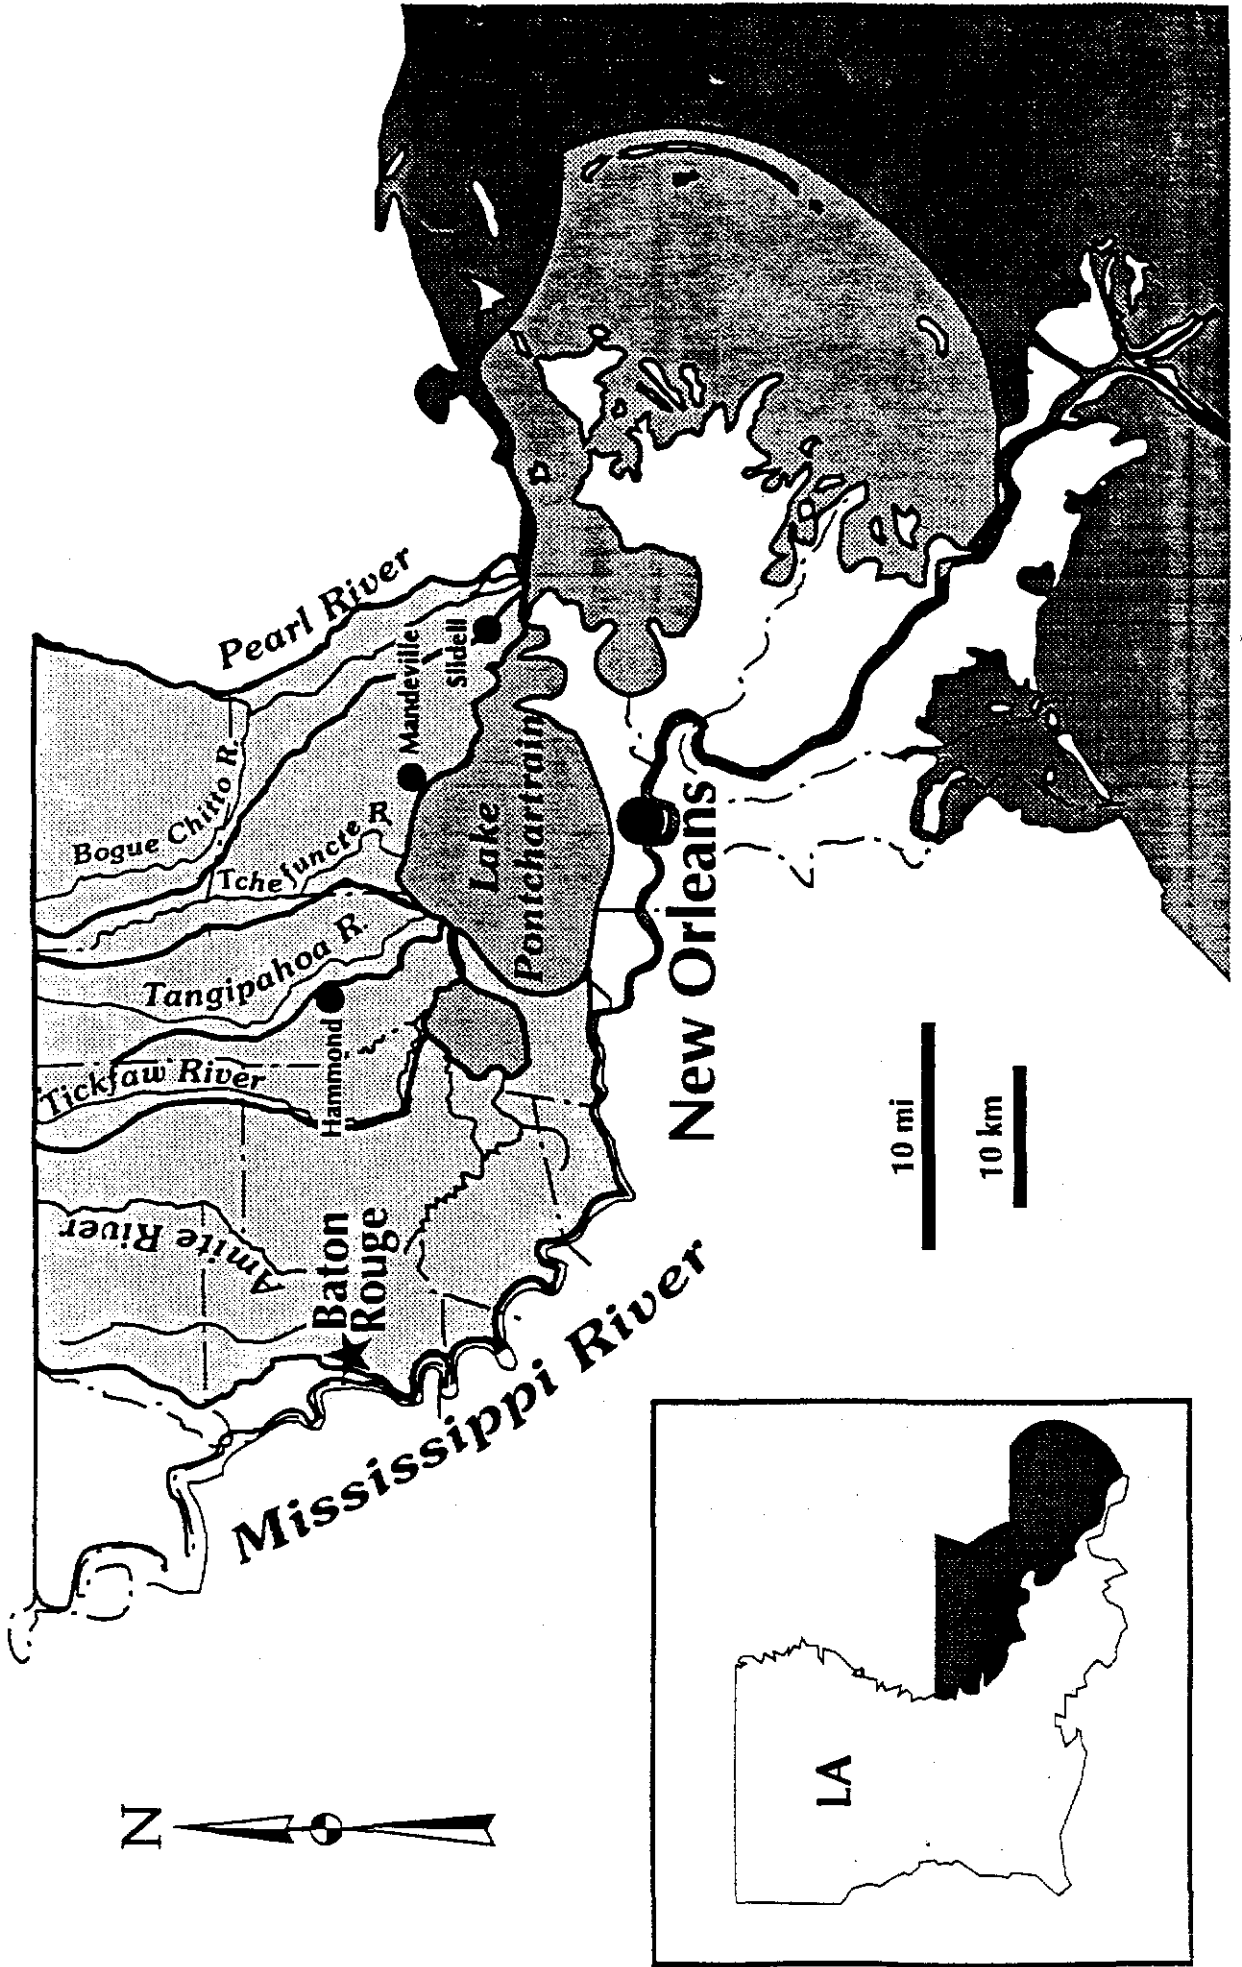 N
Mississippi River
Amite River
Baton
Rouge
Tickfaw River
Hammond
Tangipahoa R.
Tchefuncte R
Bogue Chitto R.
Pearl River
Mandeville
Slidell
Lake
Pontchartrain
New Orleans
10 mi
10 km
LA